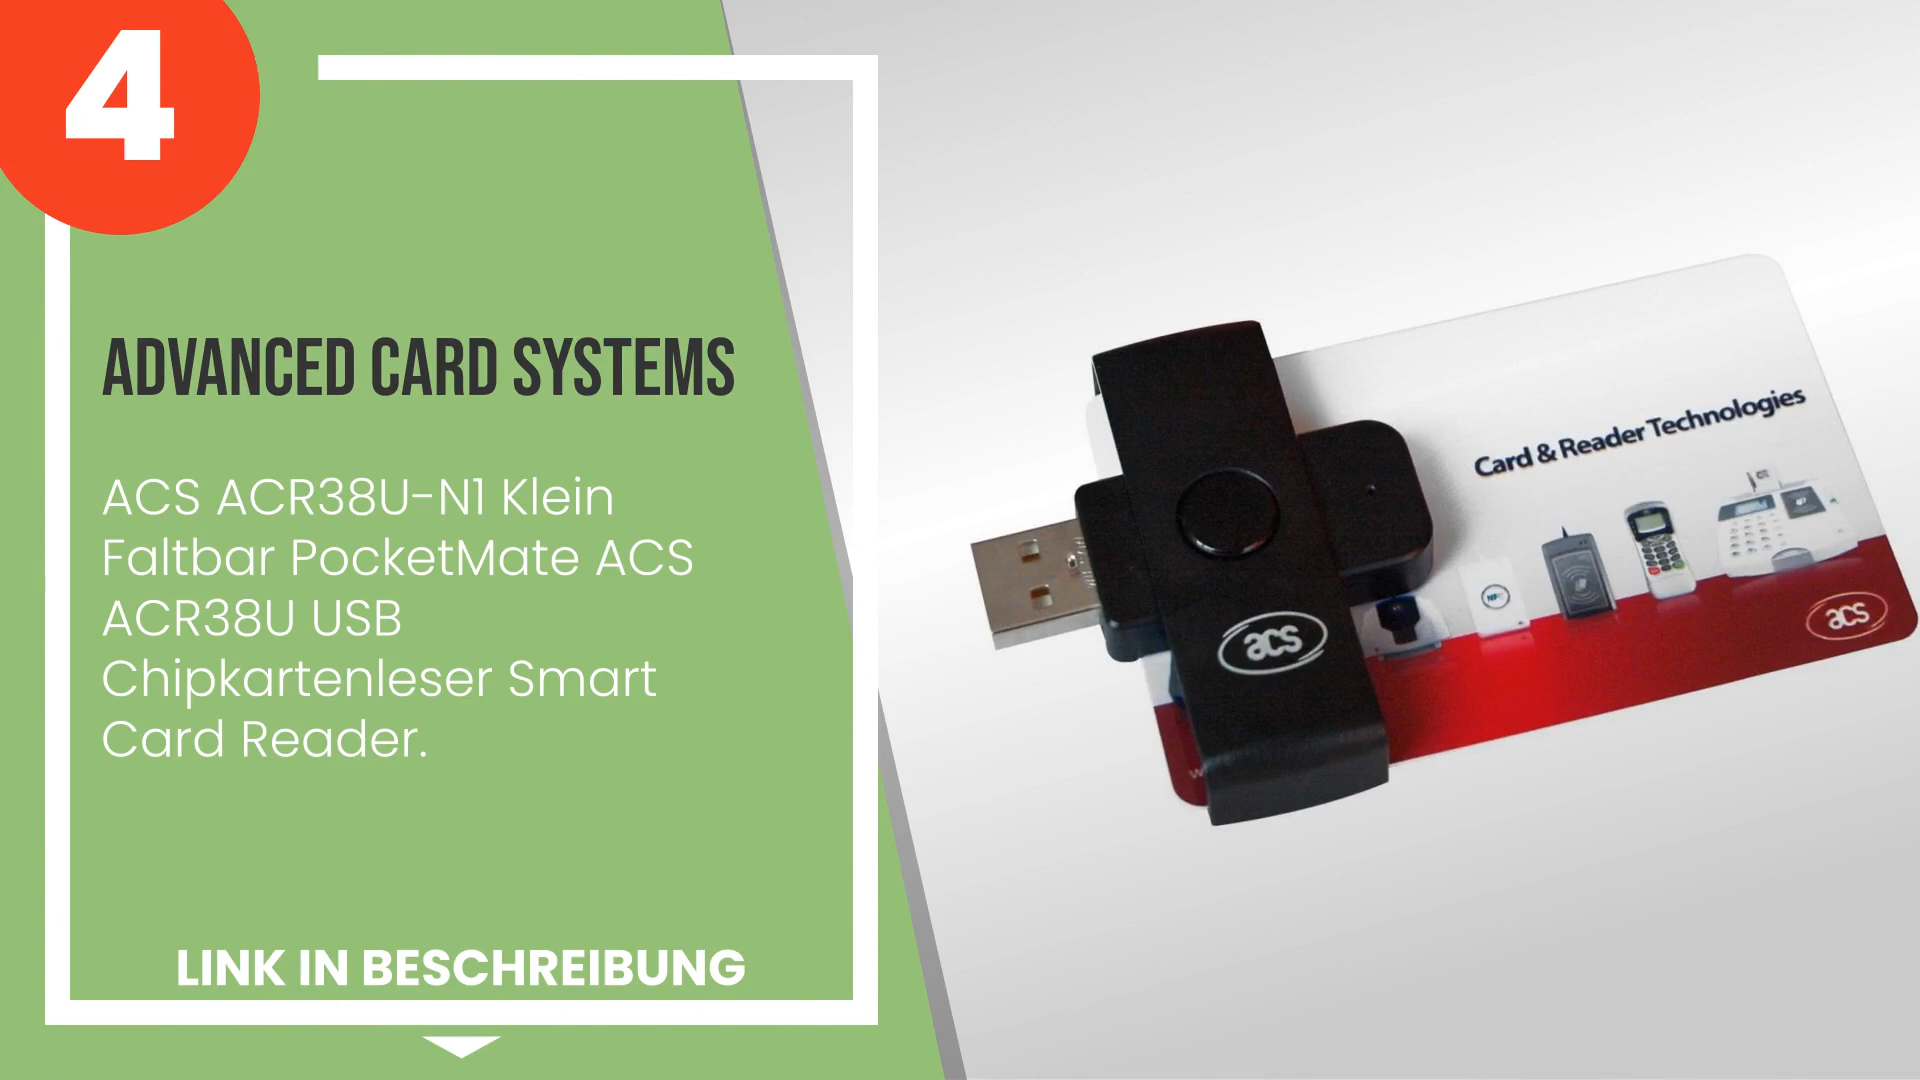 4
ADVANCED CARD SYSTEMS
ACS ACR38U-N1 Klein
Faltbar PocketMate ACS
ACR38U USB
Chipkartenleser Smart
Card Reader.
LINK IN BESCHREIBUNG
Card & Reader Technologies
acs
acs